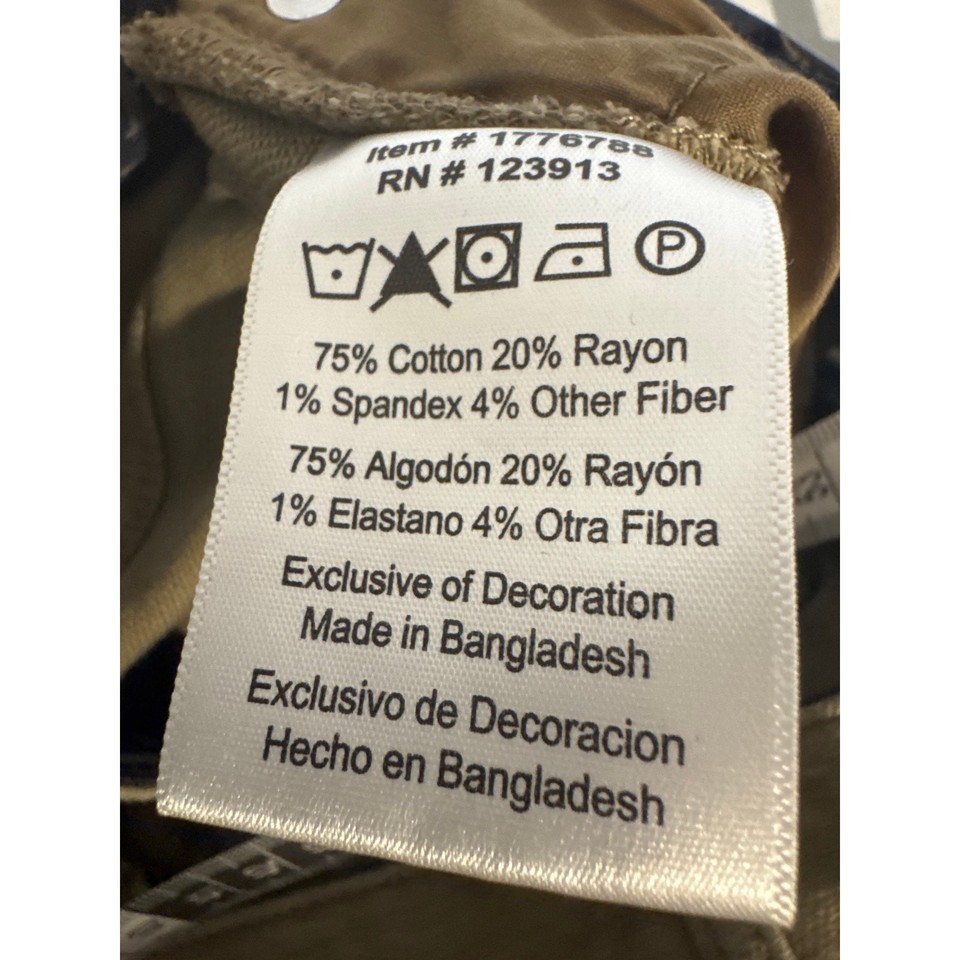 Item # 1776788
RN # 123913
P
75% Cotton 20% Rayon
1% Spandex 4% Other Fiber
75% Algodón 20% Rayón
1% Elastano 4% Otra Fibra
Exclusive of Decoration
Made in Bangladesh
Exclusivo de Decoracion
Hecho en Bangladesh